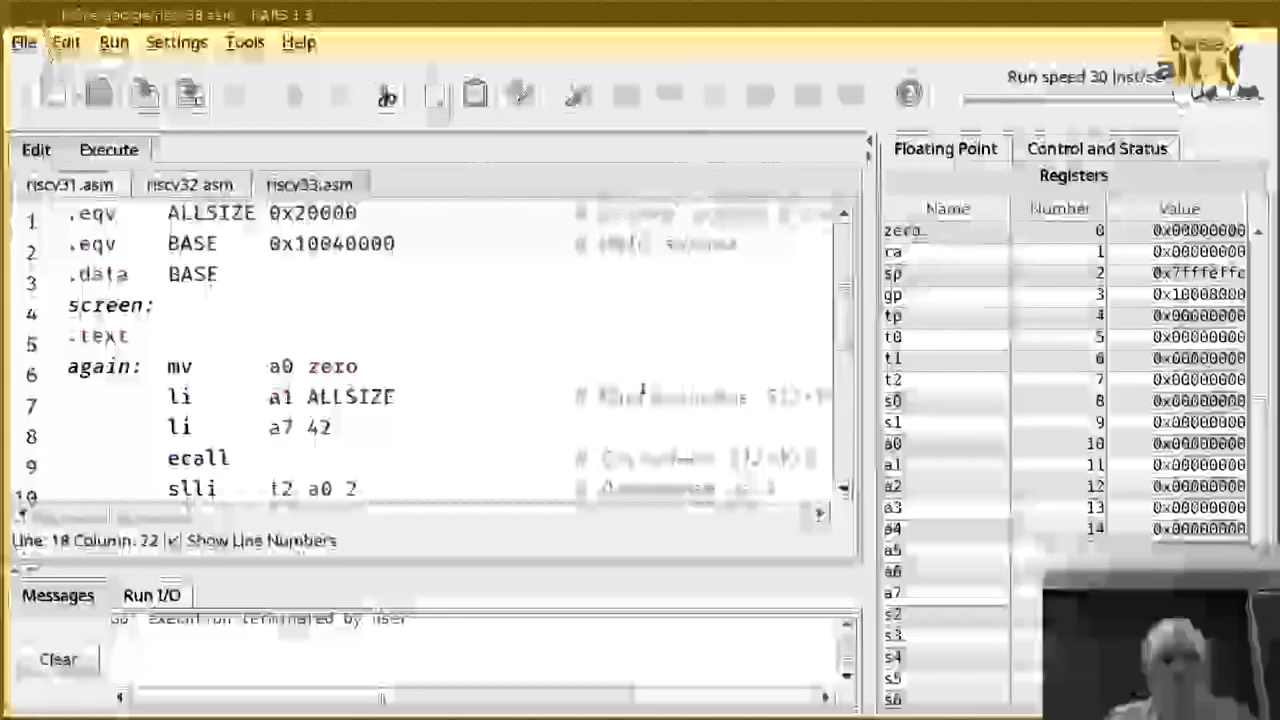 File Edit Run Settings Tools Help
Run speed 30 inst/se
Edit Execute
riscv31.asm riscv32 asm riscv33.asm
1 .eqv ALLSIZE 0x20000
2 .eqv BASE 0x10040000
3 .data BASE
4 screen:
5 .text
6 again: mv a0 zero
7 li a1 ALLSIZE
8 li a7 42
9 ecall
10 slli t2 a0 2
Line: 18 Column: 22 Show Line Numbers
Messages Run I/O
execution terminated by user
Clear
Floating Point Control and Status
Registers
Name Number Value
zero 0 0x00000000
ra 1 0x00000000
sp 2 0x7fffeffc
gp 3 0x10008000
tp 4 0x00000000
t0 5 0x00000000
t1 6 0x00000000
t2 7 0x00000000
s0 8 0x00000000
s1 9 0x00000000
a0 10 0x00000000
a1 11 0x00000000
a2 12 0x00000000
a3 13 0x00000000
a4 14 0x00000000
a5
a6
a7
s2
s3
s4
s5
s6